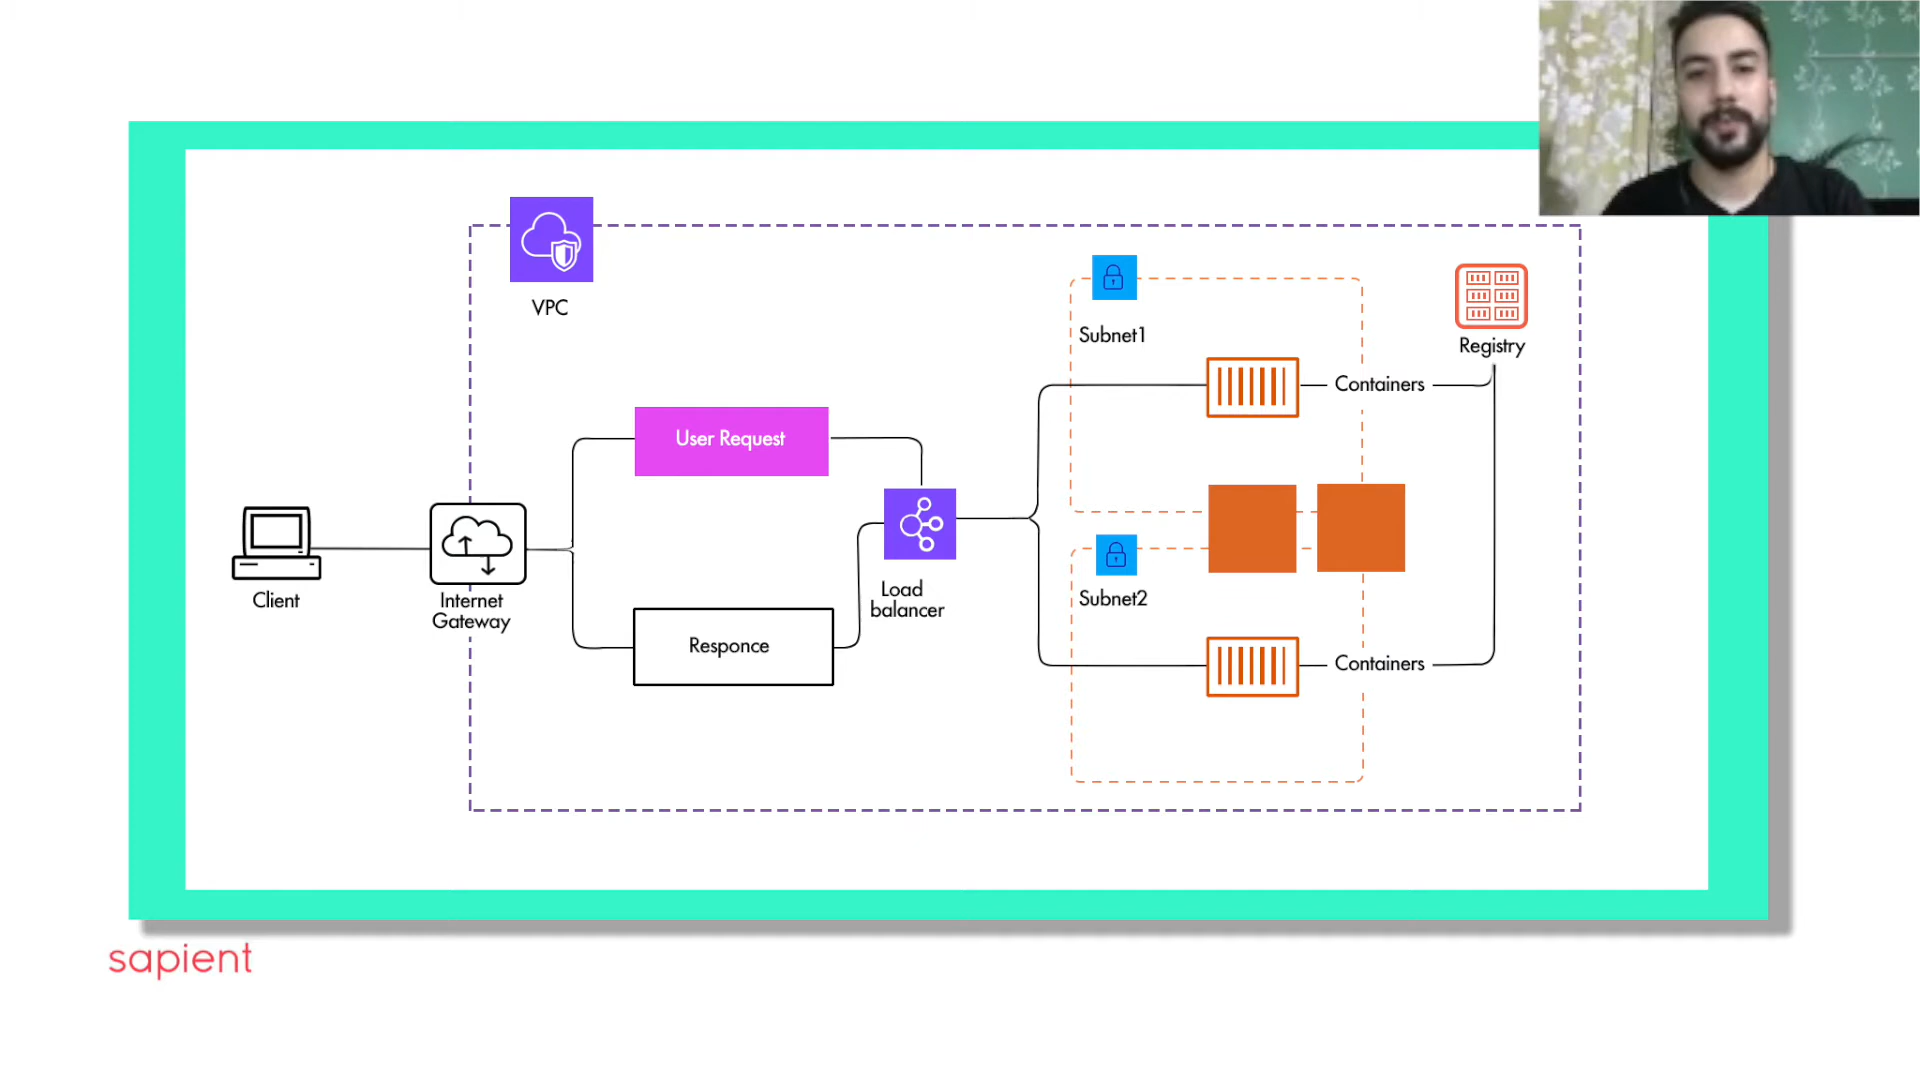 VPC
Subnet1
Registry
Containers
User Request
Client
Internet
Gateway
Load
balancer
Subnet2
Responce
Containers
sapient